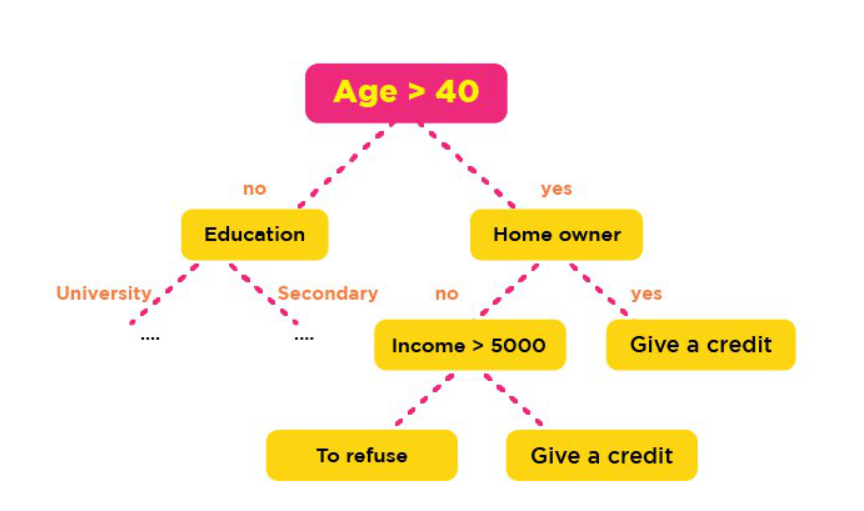 Age > 40
no
yes
Education
Home owner
University
Secondary
no
yes
....
....
Income > 5000
Give a credit
To refuse
Give a credit